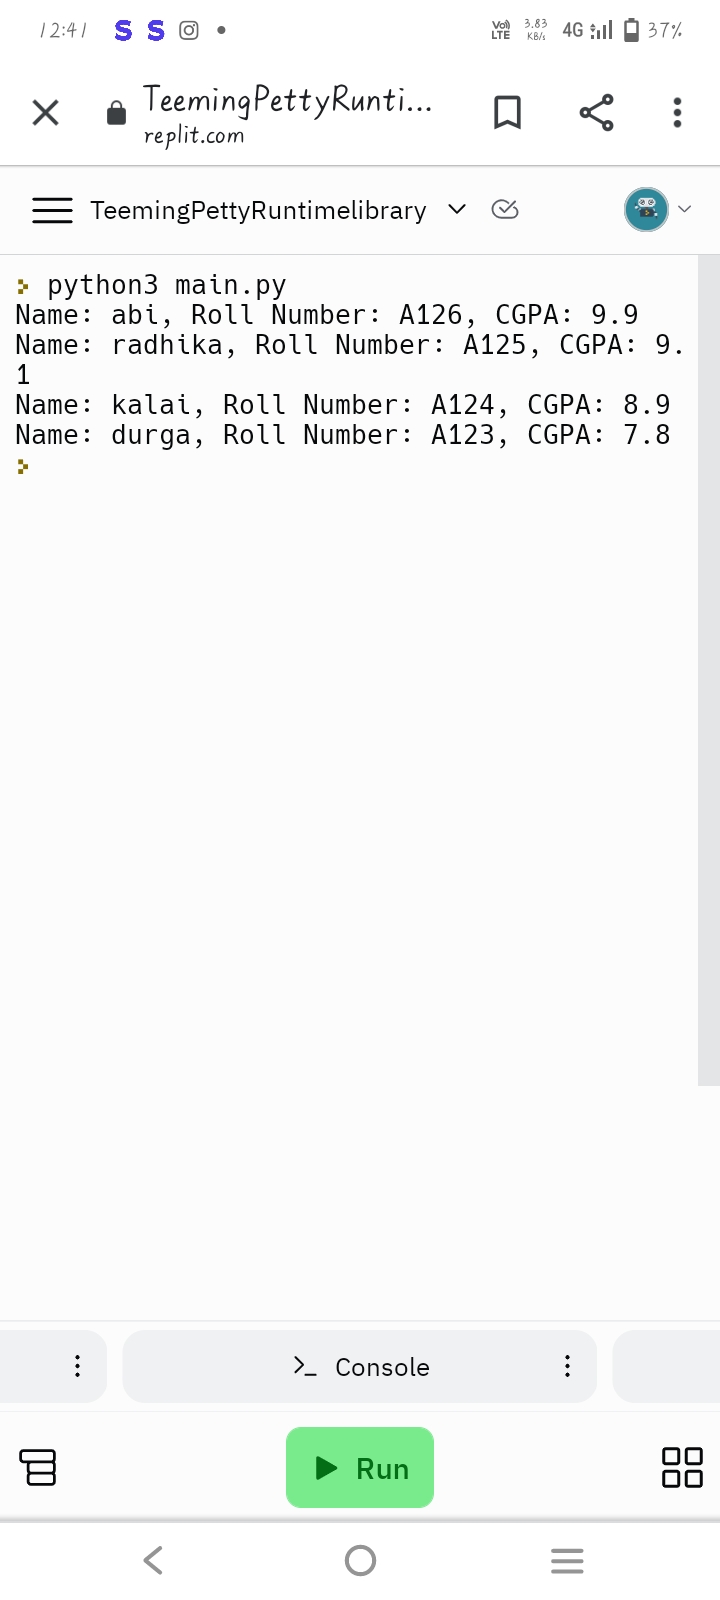 12:41 S S Vo) LTE 3.83 KB/s 4G 37%
TeemingPettyRunti...
replit.com
TeemingPettyRuntimelibrary
python3 main.py
Name: abi, Roll Number: A126, CGPA: 9.9
Name: radhika, Roll Number: A125, CGPA: 9.
1
Name: kalai, Roll Number: A124, CGPA: 8.9
Name: durga, Roll Number: A123, CGPA: 7.8
Console
Run